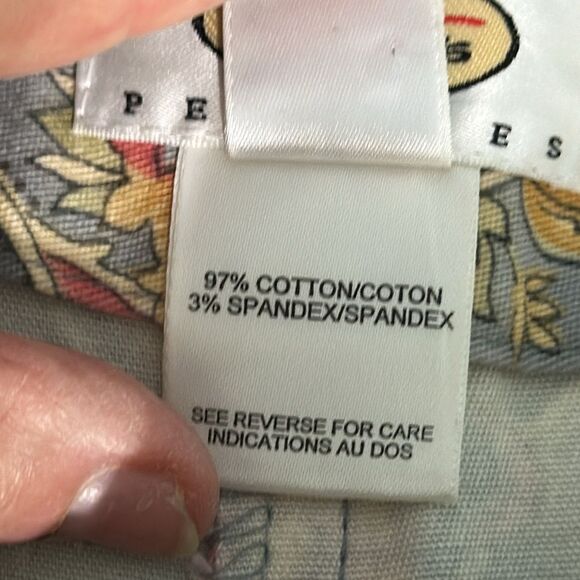 P E E S
97% COTTON/COTON
3% SPANDEX/SPANDEX
SEE REVERSE FOR CARE
INDICATIONS AU DOS